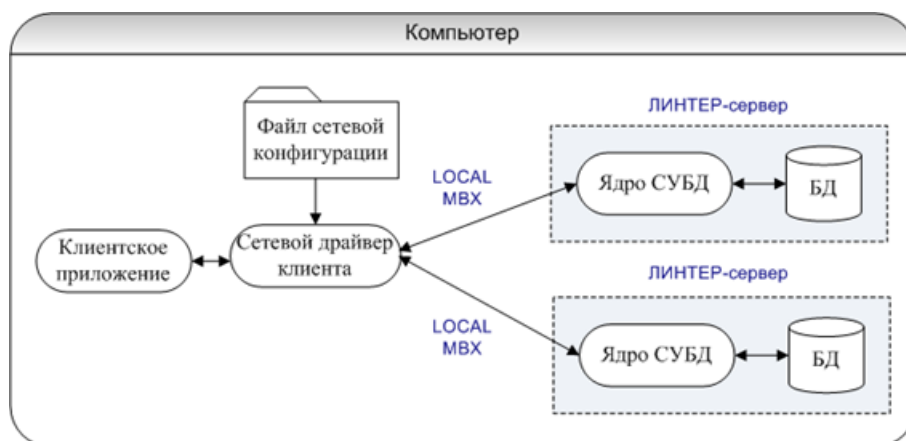 Компьютер
Файл сетевой
конфигурации
Клиентское
приложение
Сетевой драйвер
клиента
LOCAL
MBX
ЛИНТЕР-сервер
Ядро СУБД
БД
LOCAL
MBX
ЛИНТЕР-сервер
Ядро СУБД
БД